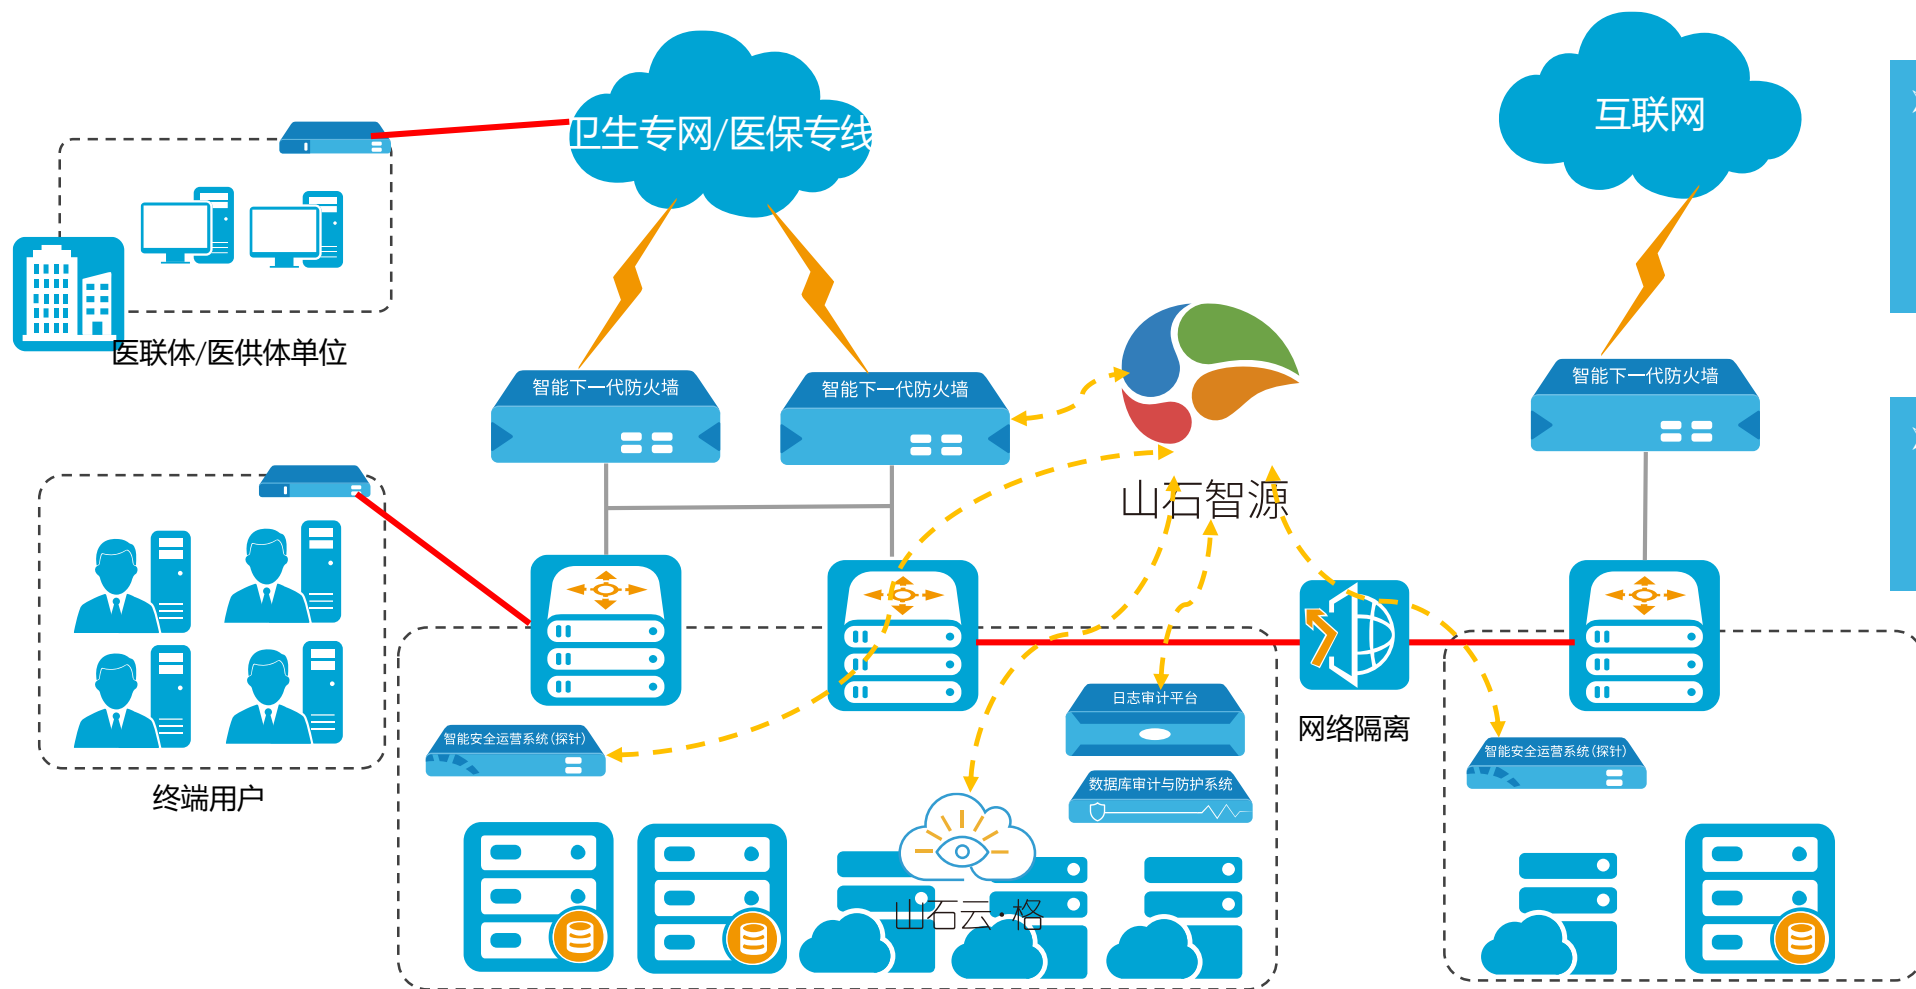 卫生专网/医保专线
互联网
医联体/医供体单位
智能下一代防火墙
智能下一代防火墙
智能下一代防火墙
山石智源
日志审计平台
网络隔离
智能安全运营系统(探针)
智能安全运营系统(探针)
数据库审计与防护系统
终端用户
山石云·格